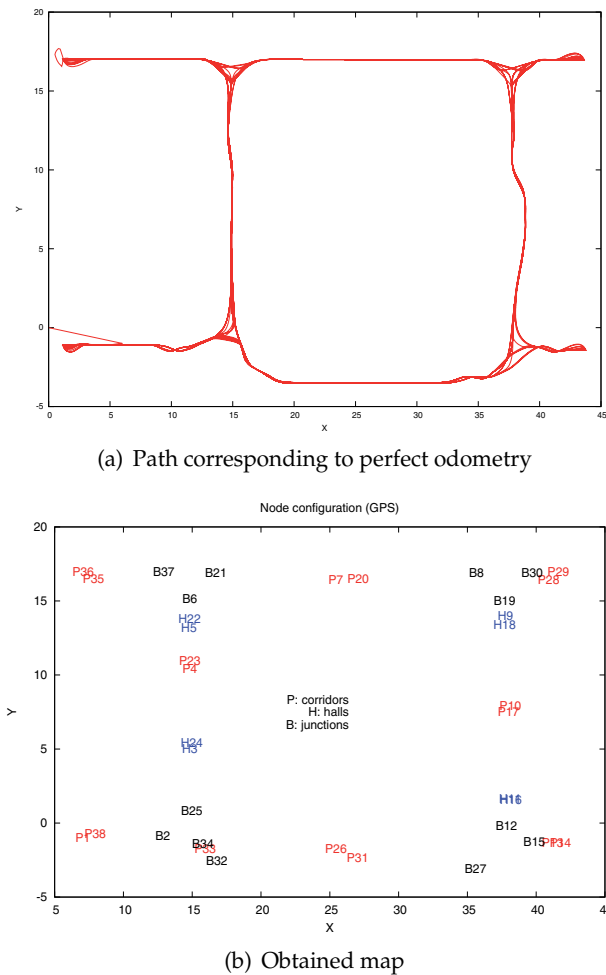 20
15
10
5
0
-5
Y
0 5 10 15 20 25 30 35 40 45
X
(a) Path corresponding to perfect odometry
Node configuration (GPS)
20
P36 B37 B21 P7 P20 B8 B30 P29
P35 P28
15
B6 B19
H22 H9
H5 H18
P23
10
P4
P: corridors P10
H: halls P17
Y
B: junctions
5
H24
H3
H11
H16
B25
0
P1 P38 B2 B34 P33 B32 P26 P31 B27 B12 B15 P13 P14
-5
5 10 15 20 25 30 35 40 4
X
(b) Obtained map